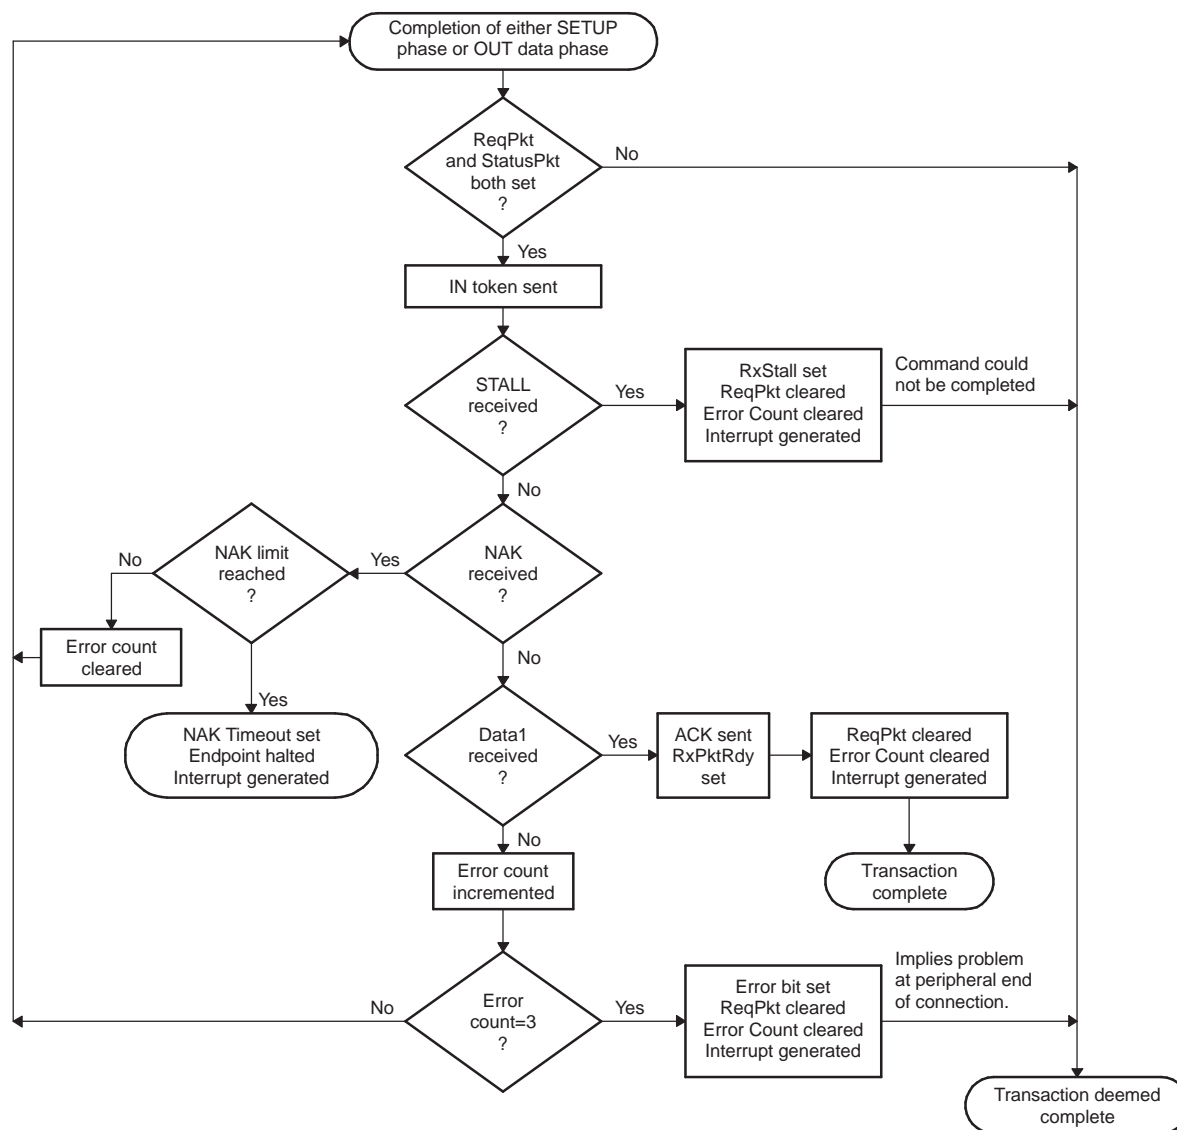 Completion of either SETUP
phase or OUT data phase
ReqPkt
and StatusPkt
both set
?
No
Yes
IN token sent
STALL
received
?
Yes
RxStall set
ReqPkt cleared
Error Count cleared
Interrupt generated
Command could
not be completed
No
NAK
received
?
Yes
NAK limit
reached
?
No
Error count
cleared
Yes
NAK Timeout set
Endpoint halted
Interrupt generated
No
Data1
received
?
Yes
ACK sent
RxPktRdy
set
ReqPkt cleared
Error Count cleared
Interrupt generated
Transaction
complete
No
Error count
incremented
Error
count=3
?
No
Yes
Error bit set
ReqPkt cleared
Error Count cleared
Interrupt generated
Implies problem
at peripheral end
of connection.
Transaction deemed
complete